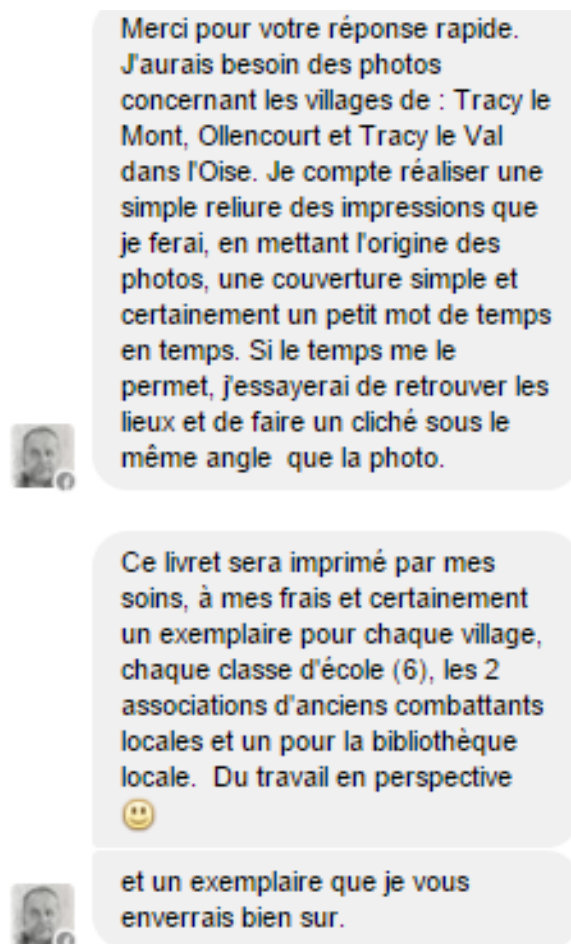 Merci pour votre réponse rapide.
J'aurais besoin des photos
concernant les villages de : Tracy le
Mont, Ollencourt et Tracy le Val
dans l'Oise. Je compte réaliser une
simple reliure des impressions que
je ferai, en mettant l'origine des
photos, une couverture simple et
certainement un petit mot de temps
en temps. Si le temps me le
permet, j'essayerai de retrouver les
lieux et de faire un cliché sous le
même angle  que la photo.
Ce livret sera imprimé par mes
soins, à mes frais et certainement
un exemplaire pour chaque village,
chaque classe d'école (6), les 2
associations d'anciens combattants
locales et un pour la bibliothèque
locale.  Du travail en perspective
🙂
et un exemplaire que je vous
enverrais bien sur.